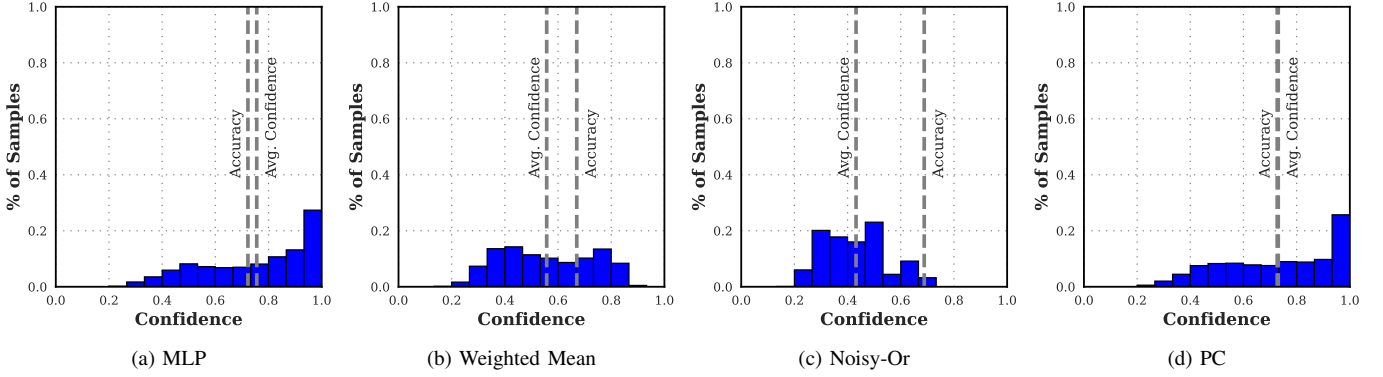 1.0
0.8
0.6
0.4
0.2
0.0
% of Samples
Accuracy
Avg. Confidence
0.0 0.2 0.4 0.6 0.8 1.0
Confidence
(a) MLP
1.0
0.8
0.6
0.4
0.2
0.0
% of Samples
Avg. Confidence
Accuracy
0.0 0.2 0.4 0.6 0.8 1.0
Confidence
(b) Weighted Mean
1.0
0.8
0.6
0.4
0.2
0.0
% of Samples
Avg. Confidence
Accuracy
0.0 0.2 0.4 0.6 0.8 1.0
Confidence
(c) Noisy-Or
1.0
0.8
0.6
0.4
0.2
0.0
% of Samples
Accuracy
Avg. Confidence
0.0 0.2 0.4 0.6 0.8 1.0
Confidence
(d) PC